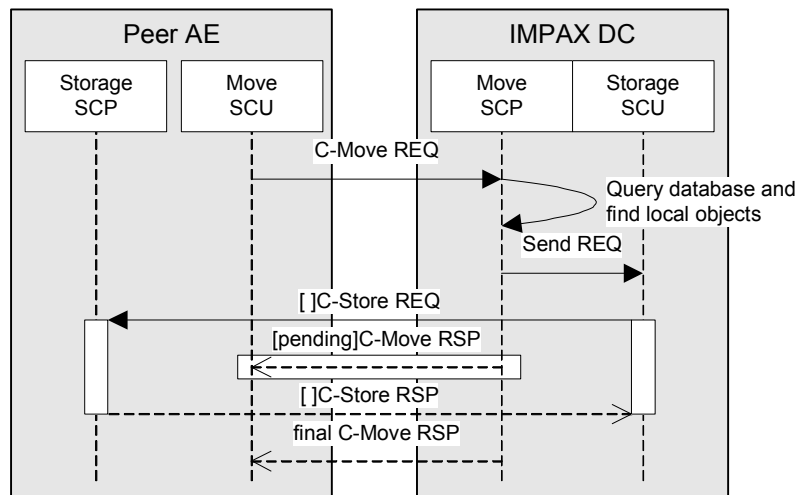 Peer AE
IMPAX DC
Storage
SCP
Move
SCU
Move
SCP
Storage
SCU
C-Move REQ
Query database and
find local objects
Send REQ
[ ]C-Store REQ
[pending]C-Move RSP
[ ]C-Store RSP
final C-Move RSP